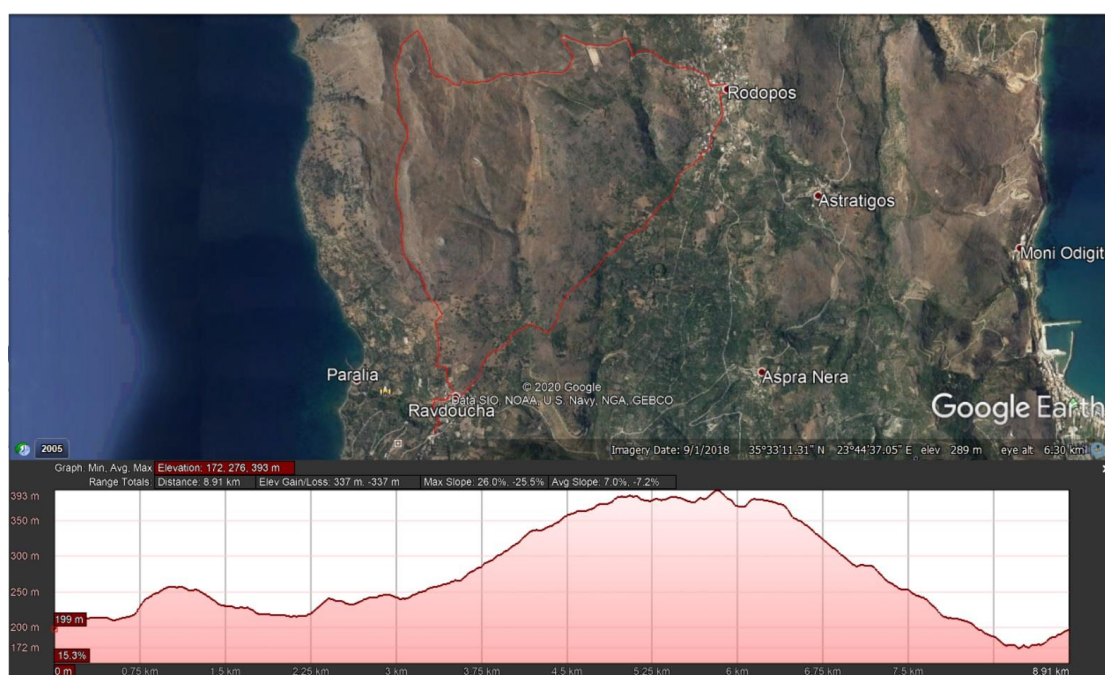 Rodopos
Astratigos
Moni Odigit
Paralia
Aspra Nera
© 2020 Google
Ravdoucha
Data SIO, NOAA, U.S. Navy, NGA, GEBCO
Google Earth
2005
Imagery Date: 9/1/2018 35°33'11.31" N 23°44'37.05" E elev 289 m eye alt 6.30 km
Graph: Min, Avg, Max Elevation: 172, 276, 393 m
Range Totals: Distance: 8.91 km Elev Gain/Loss: 337 m, -337 m Max Slope: 26.0%, -25.5% Avg Slope: 7.0%, -7.2%
393 m
350 m
300 m
250 m
199 m
200 m
172 m
15.3%
0 m 0.75 km 1.5 km 2.25 km 3 km 3.75 km 4.5 km 5.25 km 6 km 6.75 km 7.5 km 8.91 km